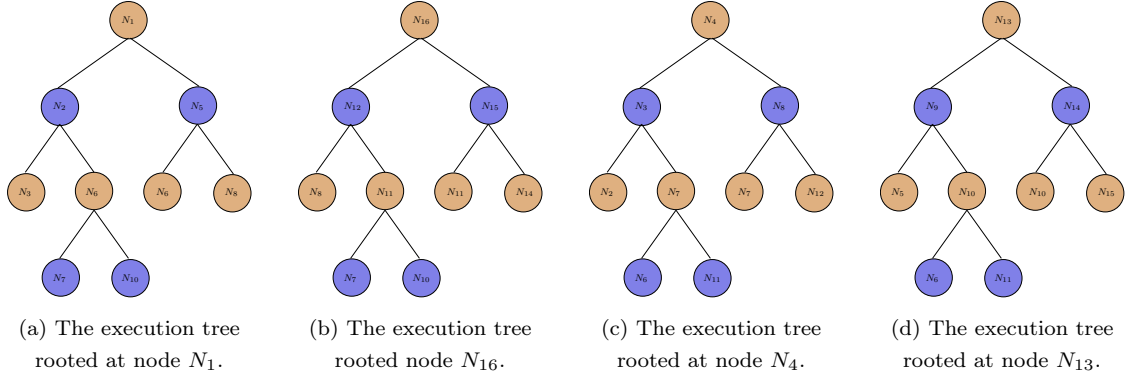 N1
N16
N4
N13
N2
N5
N12
N15
N3
N8
N9
N14
N3
N6
N6
N8
N8
N11
N11
N14
N2
N7
N7
N12
N5
N10
N10
N15
N7
N10
N7
N10
N6
N11
N6
N11
(a) The execution tree
rooted at node N1.
(b) The execution tree
rooted node N16.
(c) The execution tree
rooted at node N4.
(d) The execution tree
rooted at node N13.